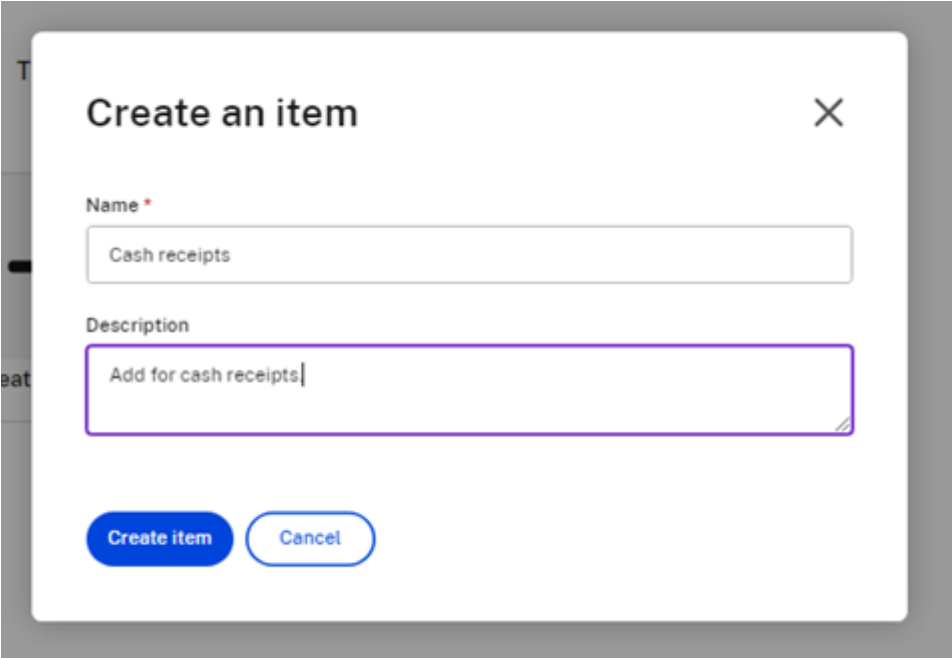 Create an item
Name *
Cash receipts
Description
Add for cash receipts
Create item
Cancel